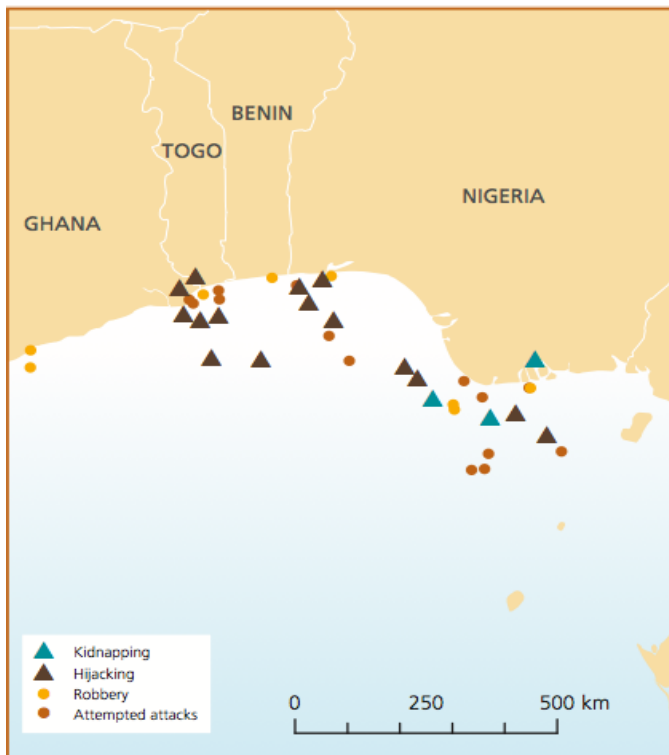 BENIN
TOGO
NIGERIA
GHANA
Kidnapping
Hijacking
Robbery
Attempted attacks
0 250 500 km